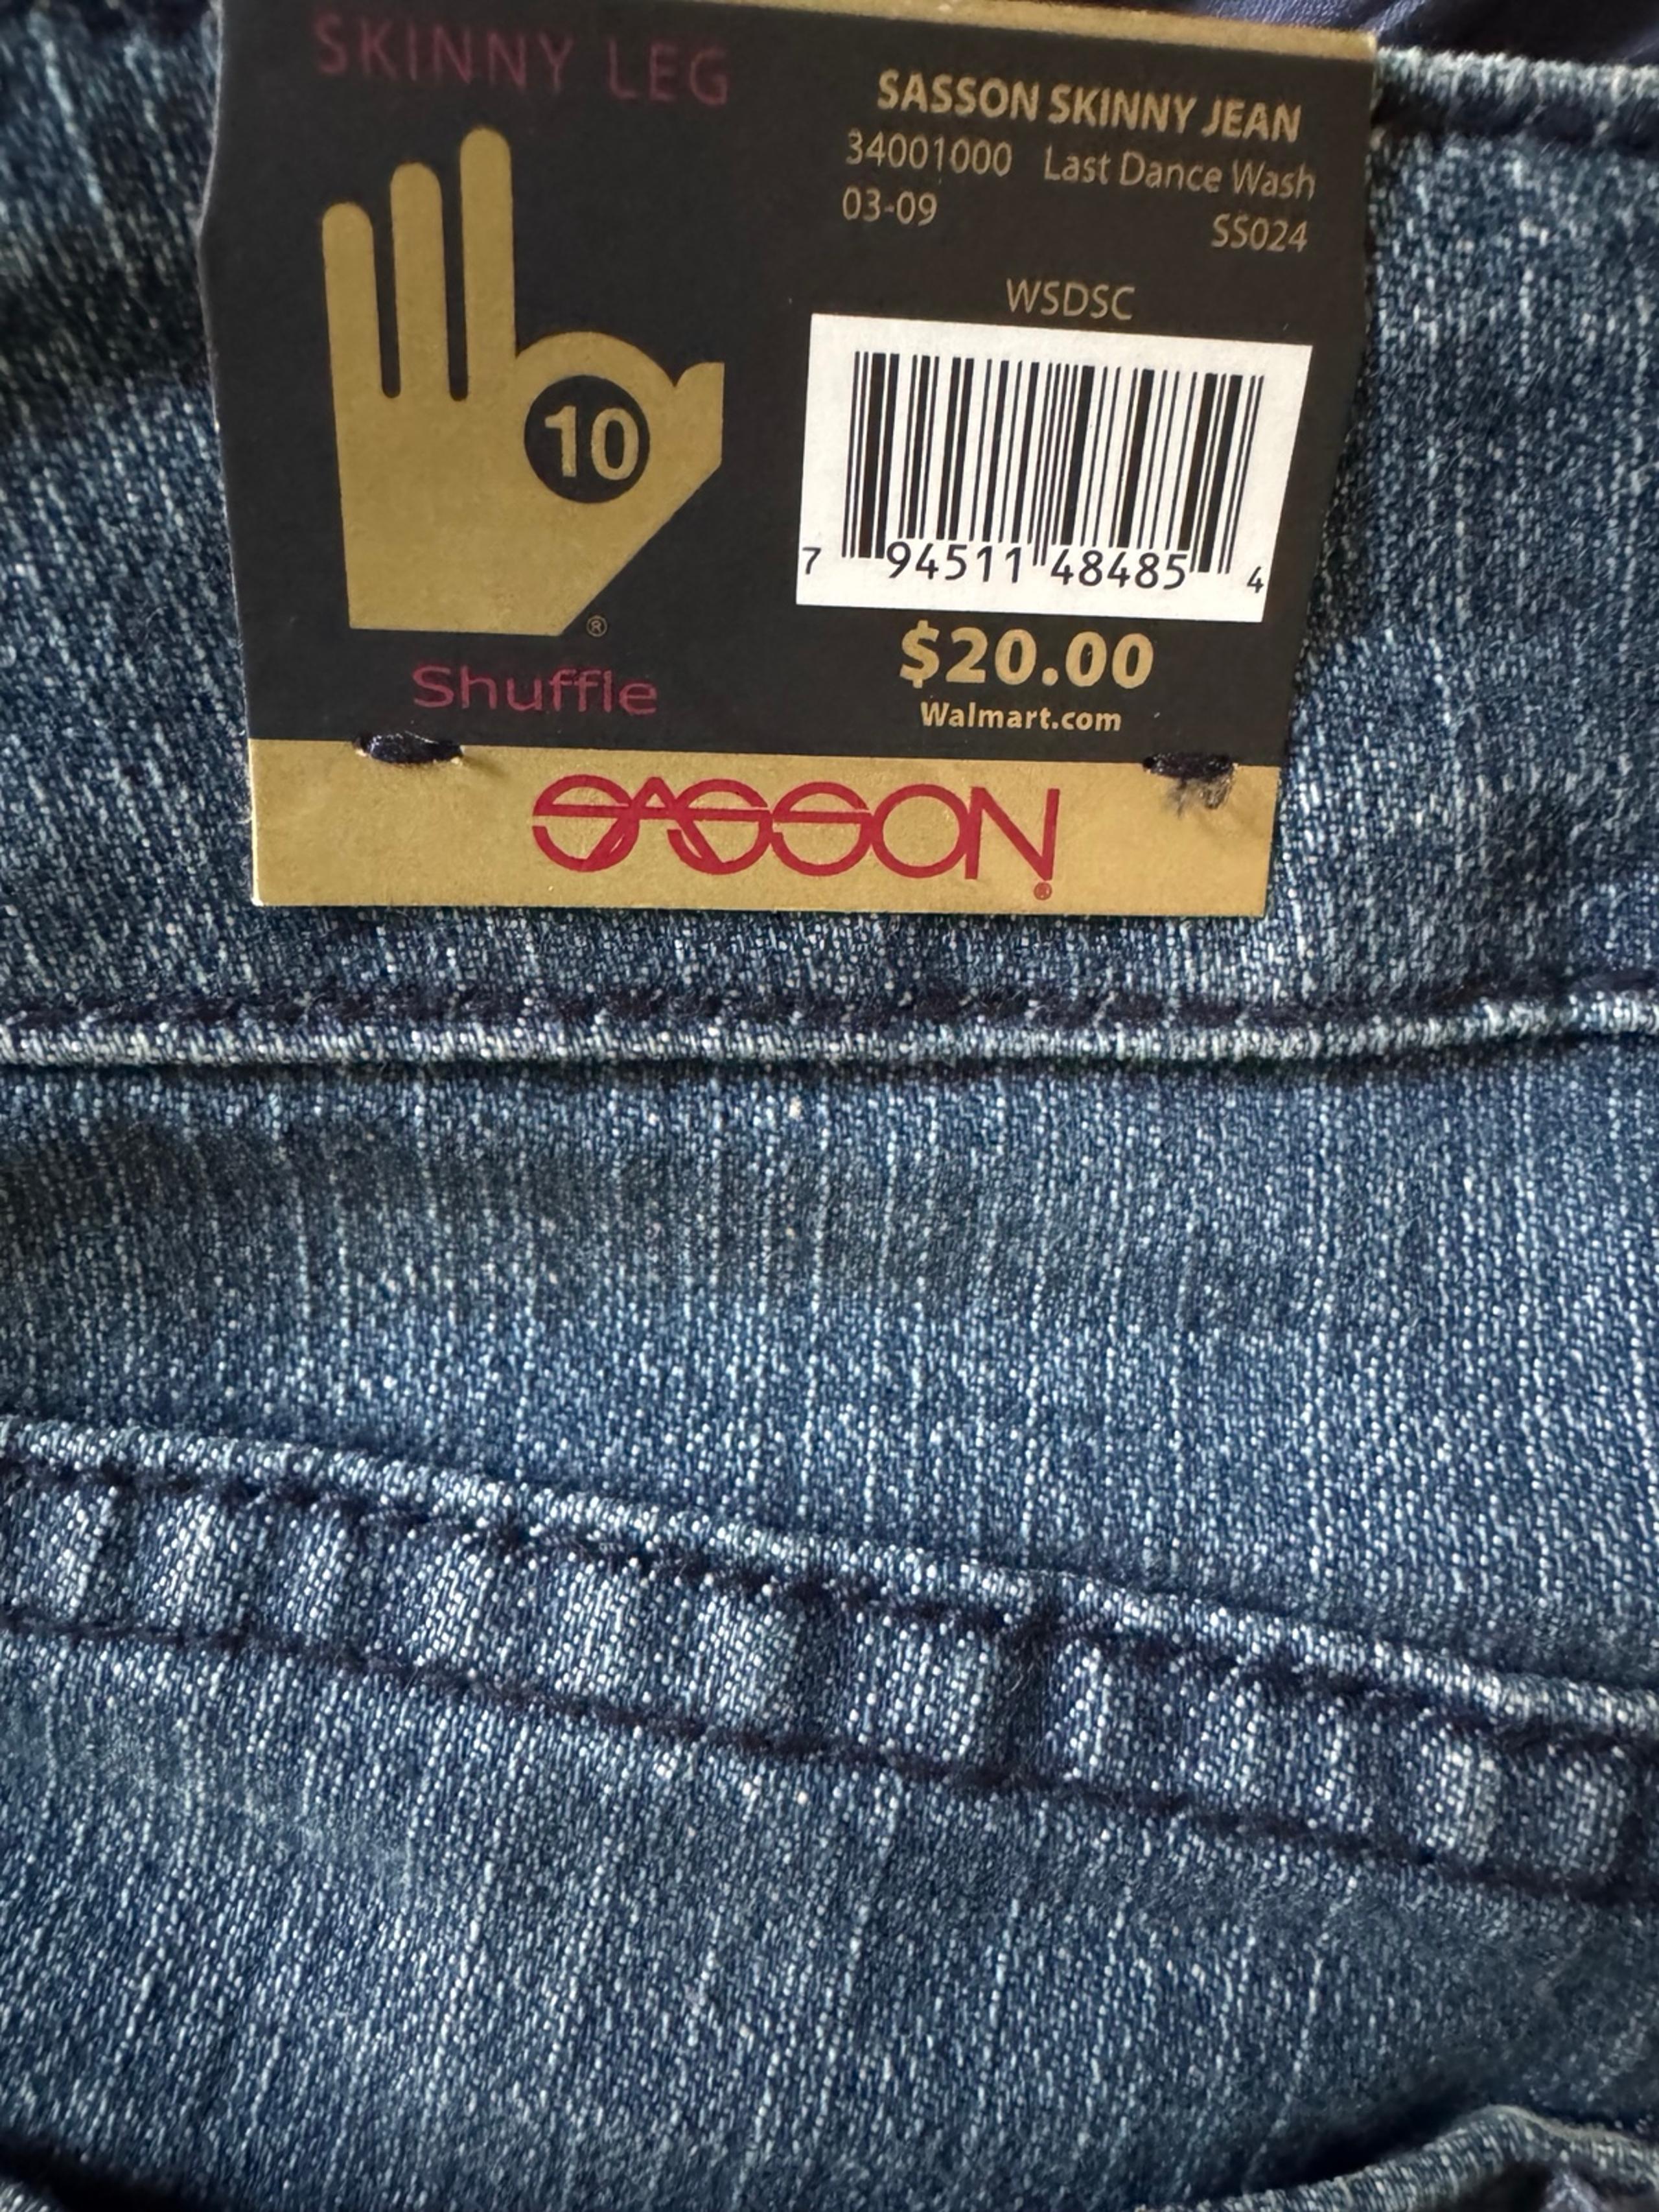 SKINNY LEG
10
®
Shuffle
SASSON SKINNY JEAN
34001000 Last Dance Wash
03-09 SS024
WSDSC
7 94511 48485 4
$20.00
Walmart.com
SASSON®